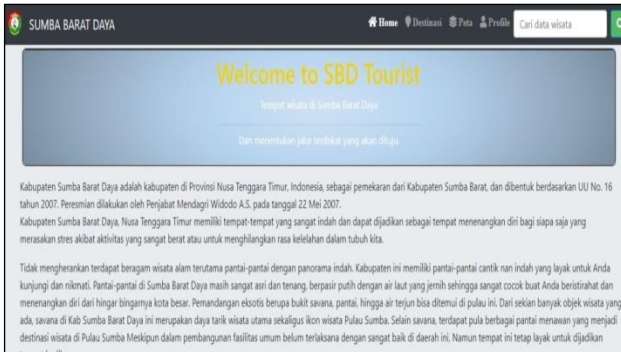 SUMBA BARAT DAYA
Home Destinasi Peta Profile Cari data wisata
Welcome to SBD Tourist
Tempat wisata di Sumba Barat Daya
Dan menentukan jalur terdekat yang akan dituju
Kabupaten Sumba Barat Daya adalah kabupaten di Provinsi Nusa Tenggara Timur, Indonesia, sebagai pemekaran dari Kabupaten Sumba Barat, dan dibentuk berdasarkan UU No. 16
tahun 2007. Peresmian dilakukan oleh Penjabat Mendagri Widodo A.S. pada tanggal 22 Mei 2007.
Kabupaten Sumba Barat Daya, Nusa Tenggara Timur memiliki tempat-tempat yang sangat indah dan dapat dijadikan sebagai tempat menenangkan diri bagi siapa saja yang
merasakan stres akibat aktivitas yang sangat berat atau untuk menghilangkan rasa kelelahan dalam tubuh kita.
Tidak mengherankan terdapat beragam wisata alam terutama pantai-pantai dengan panorama indah. Kabupaten ini memiliki pantai-pantai cantik nan indah yang layak untuk Anda
kunjungi dan nikmati. Pantai-pantai di Sumba Barat Daya masih sangat asri dan tenang, berpasir putih dengan air laut yang jernih sehingga sangat cocok buat Anda beristirahat dan
menenangkan diri dari hingar bingarnya kota besar. Pemandangan eksotis berupa bukit savana, pantai, hingga air terjun bisa ditemui di pulau ini. Dari sekian banyak objek wisata yang
ada, savana di Kab Sumba Barat Daya ini merupakan daya tarik wisata utama sekaligus ikon wisata Pulau Sumba. Selain savana, terdapat pula berbagai pantai menawan yang menjadi
destinasi wisata di Pulau Sumba Meskipun dalam pembangunan fasilitas umum belum terlaksana dengan sangat baik di daerah ini, Namun tempat ini tetap layak untuk dijadikan